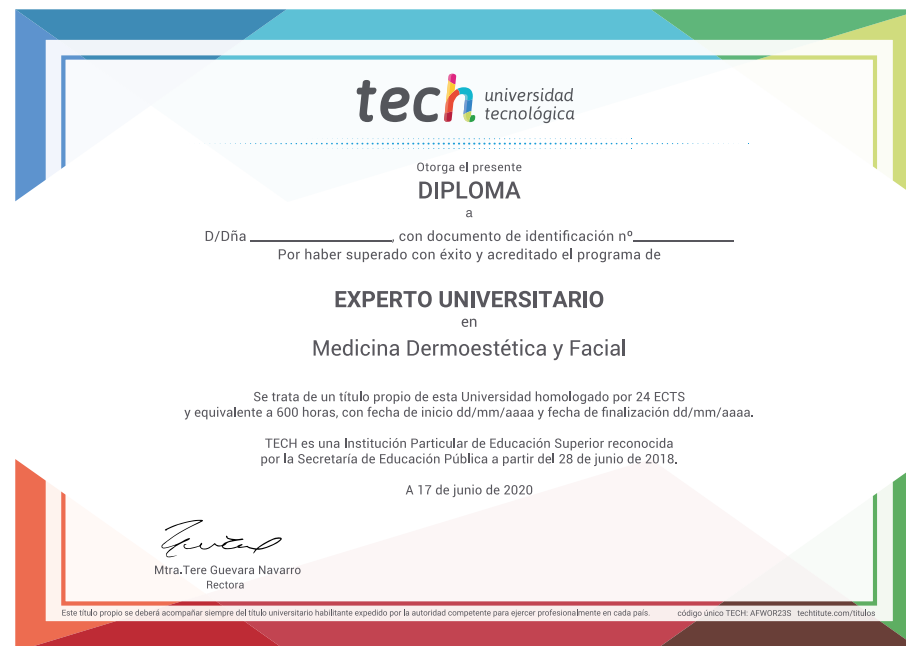 tech universidad
tecnológica
Otorga el presente
DIPLOMA
a
D/Dña ________________, con documento de identificación nº____________
Por haber superado con éxito y acreditado el programa de
EXPERTO UNIVERSITARIO
en
Medicina Dermoestética y Facial
Se trata de un título propio de esta Universidad homologado por 24 ECTS
y equivalente a 600 horas, con fecha de inicio dd/mm/aaaa y fecha de finalización dd/mm/aaaa.
TECH es una Institución Particular de Educación Superior reconocida
por la Secretaría de Educación Pública a partir del 28 de junio de 2018.
A 17 de junio de 2020
Mtra.Tere Guevara Navarro
Rectora
Este título propio se deberá acompañar siempre del título universitario habilitante expedido por la autoridad competente para ejercer profesionalmente en cada país. código único TECH: AFWOR23S techtitute.com/titulos